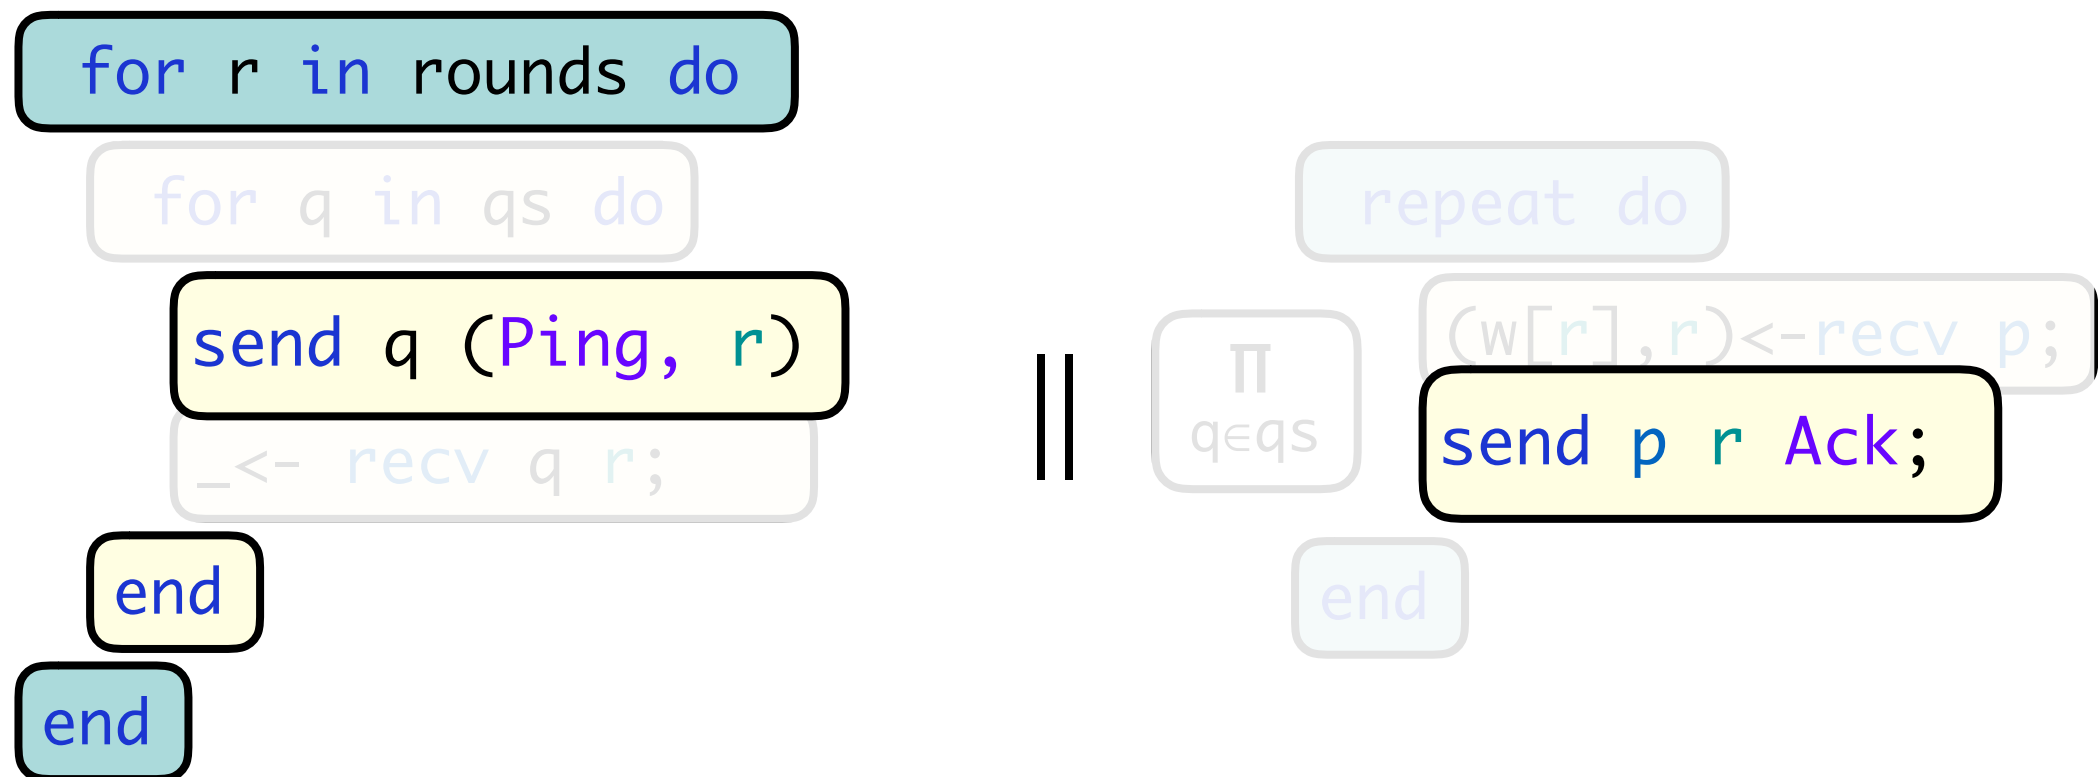 for r in rounds do
for q in qs do
repeat do
send q (Ping, r)
(w[r],r)<-recv p;
∏
q∈qs
_<- recv q r;
send p r Ack;
end
end
end